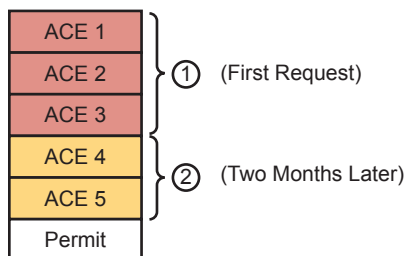 ACE 1
ACE 2
ACE 3
ACE 4
ACE 5
Permit
1 (First Request)
2 (Two Months Later)